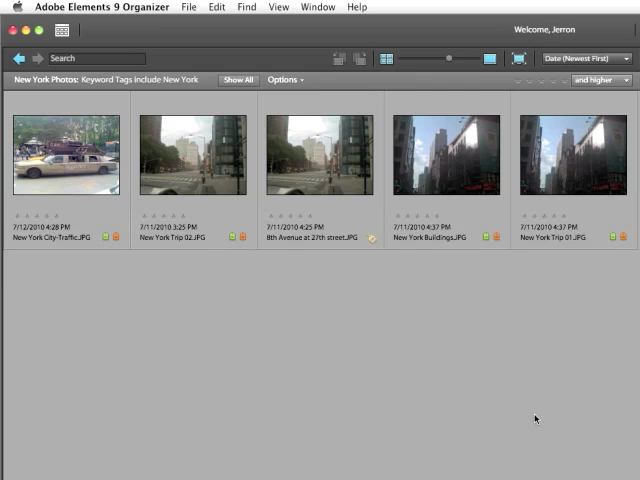 Adobe Elements 9 Organizer File Edit Find View Window Help
Welcome, Jerron
Search
Date (Newest First)
New York Photos: Keyword Tags include New York Show All Options and higher
7/12/2010 4:28 PM
New York City-Traffic.JPG
7/11/2010 3:25 PM
New York Trip 02.JPG
7/11/2010 4:25 PM
8th Avenue at 27th street.JPG
7/11/2010 4:37 PM
New York Buildings.JPG
7/11/2010 4:37 PM
New York Trip 01.JPG